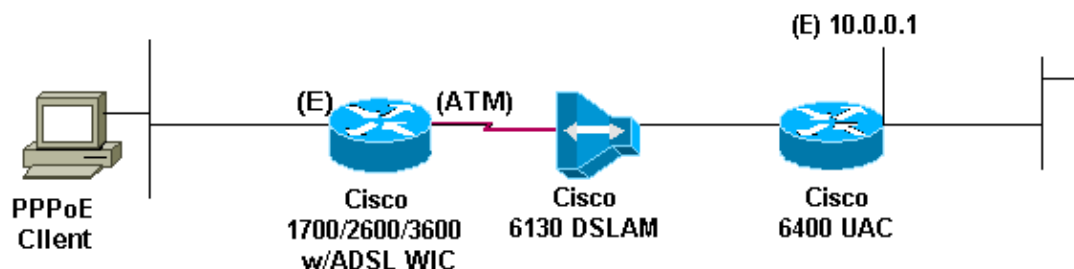 (E) 10.0.0.1
(E)
(ATM)
PPPoE
Client
Cisco
1700/2600/3600
w/ADSL WIC
Cisco
6130 DSLAM
Cisco
6400 UAC